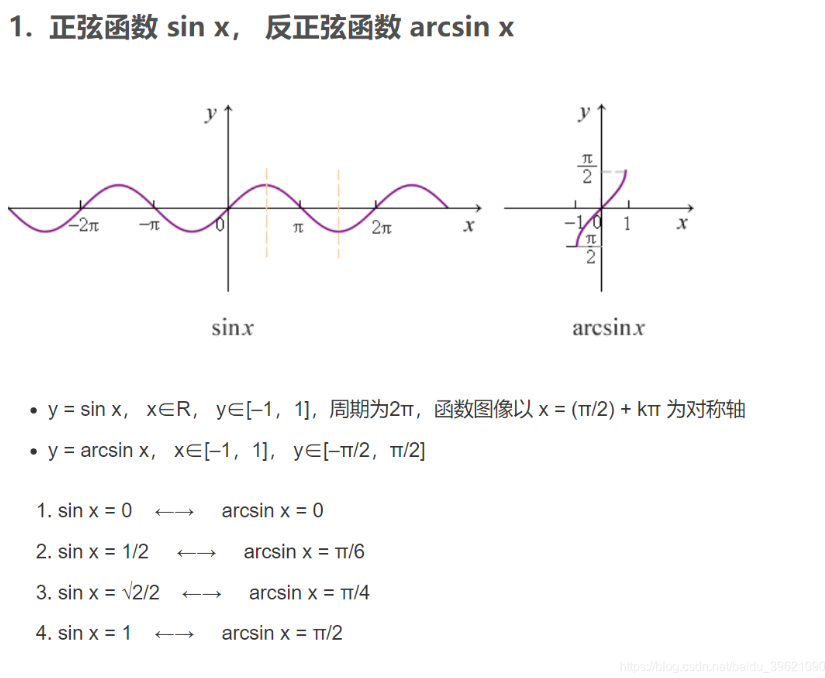 1. 正弦函数 sin x， 反正弦函数 arcsin x
y
−2π
−π
0
π
2π
x
sinx
y
π/2
−1
0
1
x
−π/2
arcsinx
• y = sin x， x∈R， y∈[–1，1]，周期为2π，函数图像以 x = (π/2) + kπ 为对称轴
• y = arcsin x， x∈[–1，1]， y∈[–π/2，π/2]
1. sin x = 0 ←→ arcsin x = 0
2. sin x = 1/2 ←→ arcsin x = π/6
3. sin x = √2/2 ←→ arcsin x = π/4
4. sin x = 1 ←→ arcsin x = π/2
https://blog.csdn.net/baidu_39621090